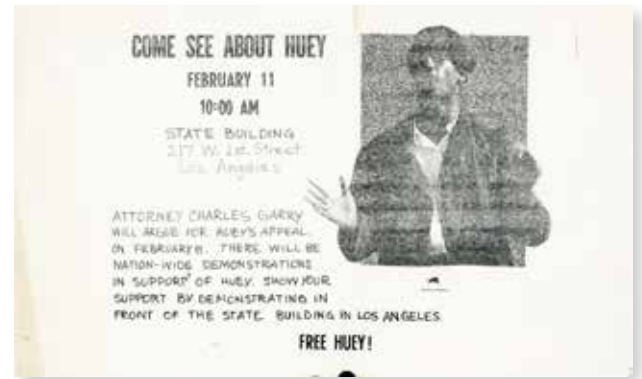 COME SEE ABOUT HUEY
FEBRUARY 11
10:00 AM
STATE BUILDING
217 W. 1st. Street
Los Angeles
ATTORNEY CHARLES GARRY
WILL ARGUE FOR HUEY'S APPEAL
ON FEBRUARY 11. THERE WILL BE
NATION-WIDE DEMONSTRATIONS
IN SUPPORT OF HUEY. SHOW YOUR
SUPPORT BY DEMONSTRATING IN
FRONT OF THE STATE BUILDING IN LOS ANGELES
FREE HUEY!